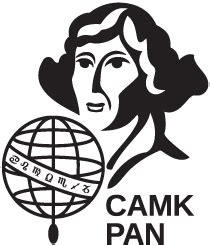 ♋ ♌ ♍ ♎ ♏ ♐ ♑
CAMK
PAN